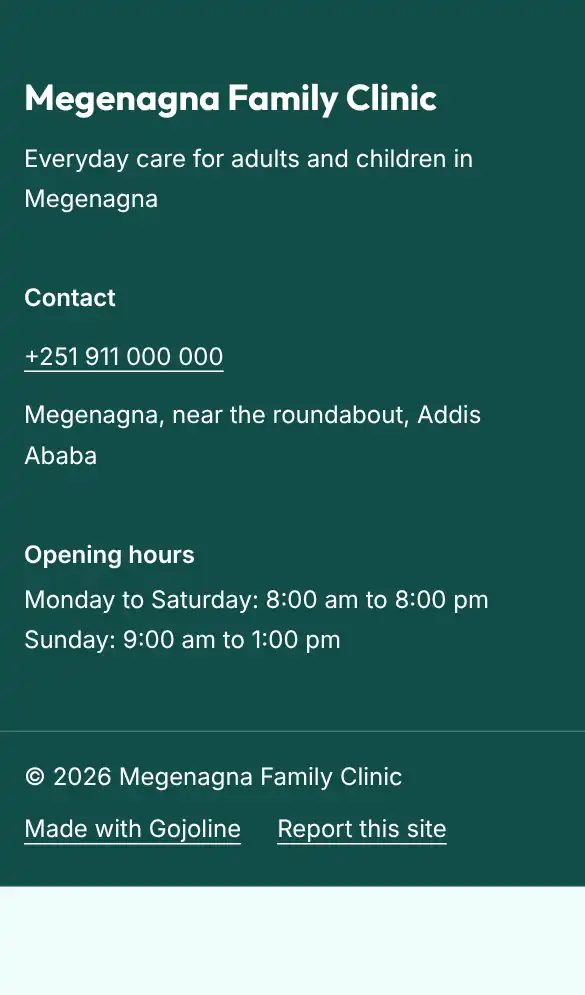 Megenagna Family Clinic
Everyday care for adults and children in
Megenagna
Contact
+251 911 000 000
Megenagna, near the roundabout, Addis
Ababa
Opening hours
Monday to Saturday: 8:00 am to 8:00 pm
Sunday: 9:00 am to 1:00 pm
© 2026 Megenagna Family Clinic
Made with Gojoline Report this site